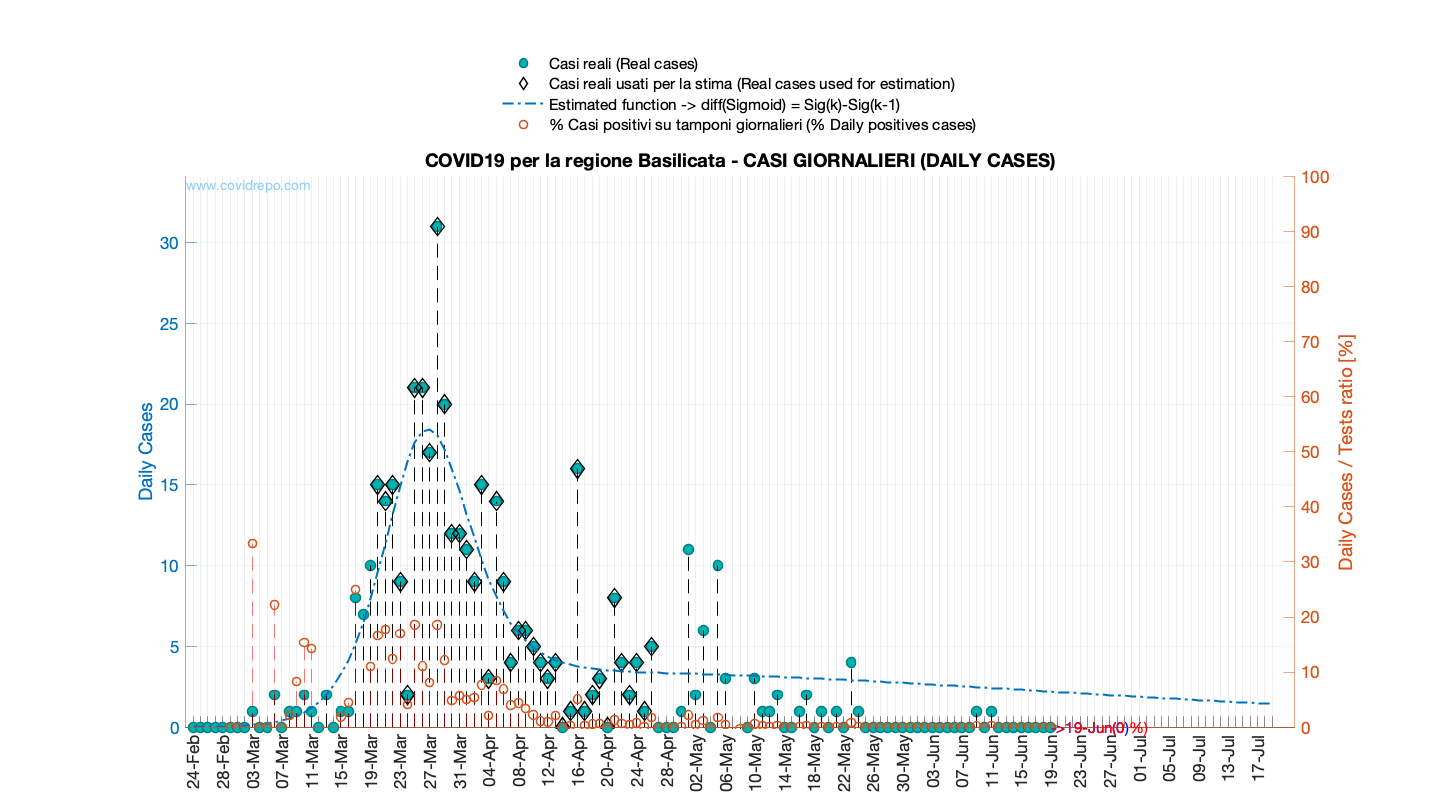 Casi reali (Real cases)
Casi reali usati per la stima (Real cases used for estimation)
Estimated function -> diff(Sigmoid) = Sig(k)-Sig(k-1)
% Casi positivi su tamponi giornalieri (% Daily positives cases)
COVID19 per la regione Basilicata - CASI GIORNALIERI (DAILY CASES)
www.covidrepo.com
Daily Cases
30
25
20
15
10
5
0
100
90
80
70
60
50
40
30
20
10
0
Daily Cases / Tests ratio [%]
24-Feb
28-Feb
03-Mar
07-Mar
11-Mar
15-Mar
19-Mar
23-Mar
27-Mar
31-Mar
04-Apr
08-Apr
12-Apr
16-Apr
20-Apr
24-Apr
28-Apr
02-May
06-May
10-May
14-May
18-May
22-May
26-May
30-May
03-Jun
07-Jun
11-Jun
15-Jun
19-Jun
23-Jun
27-Jun
01-Jul
05-Jul
09-Jul
13-Jul
17-Jul